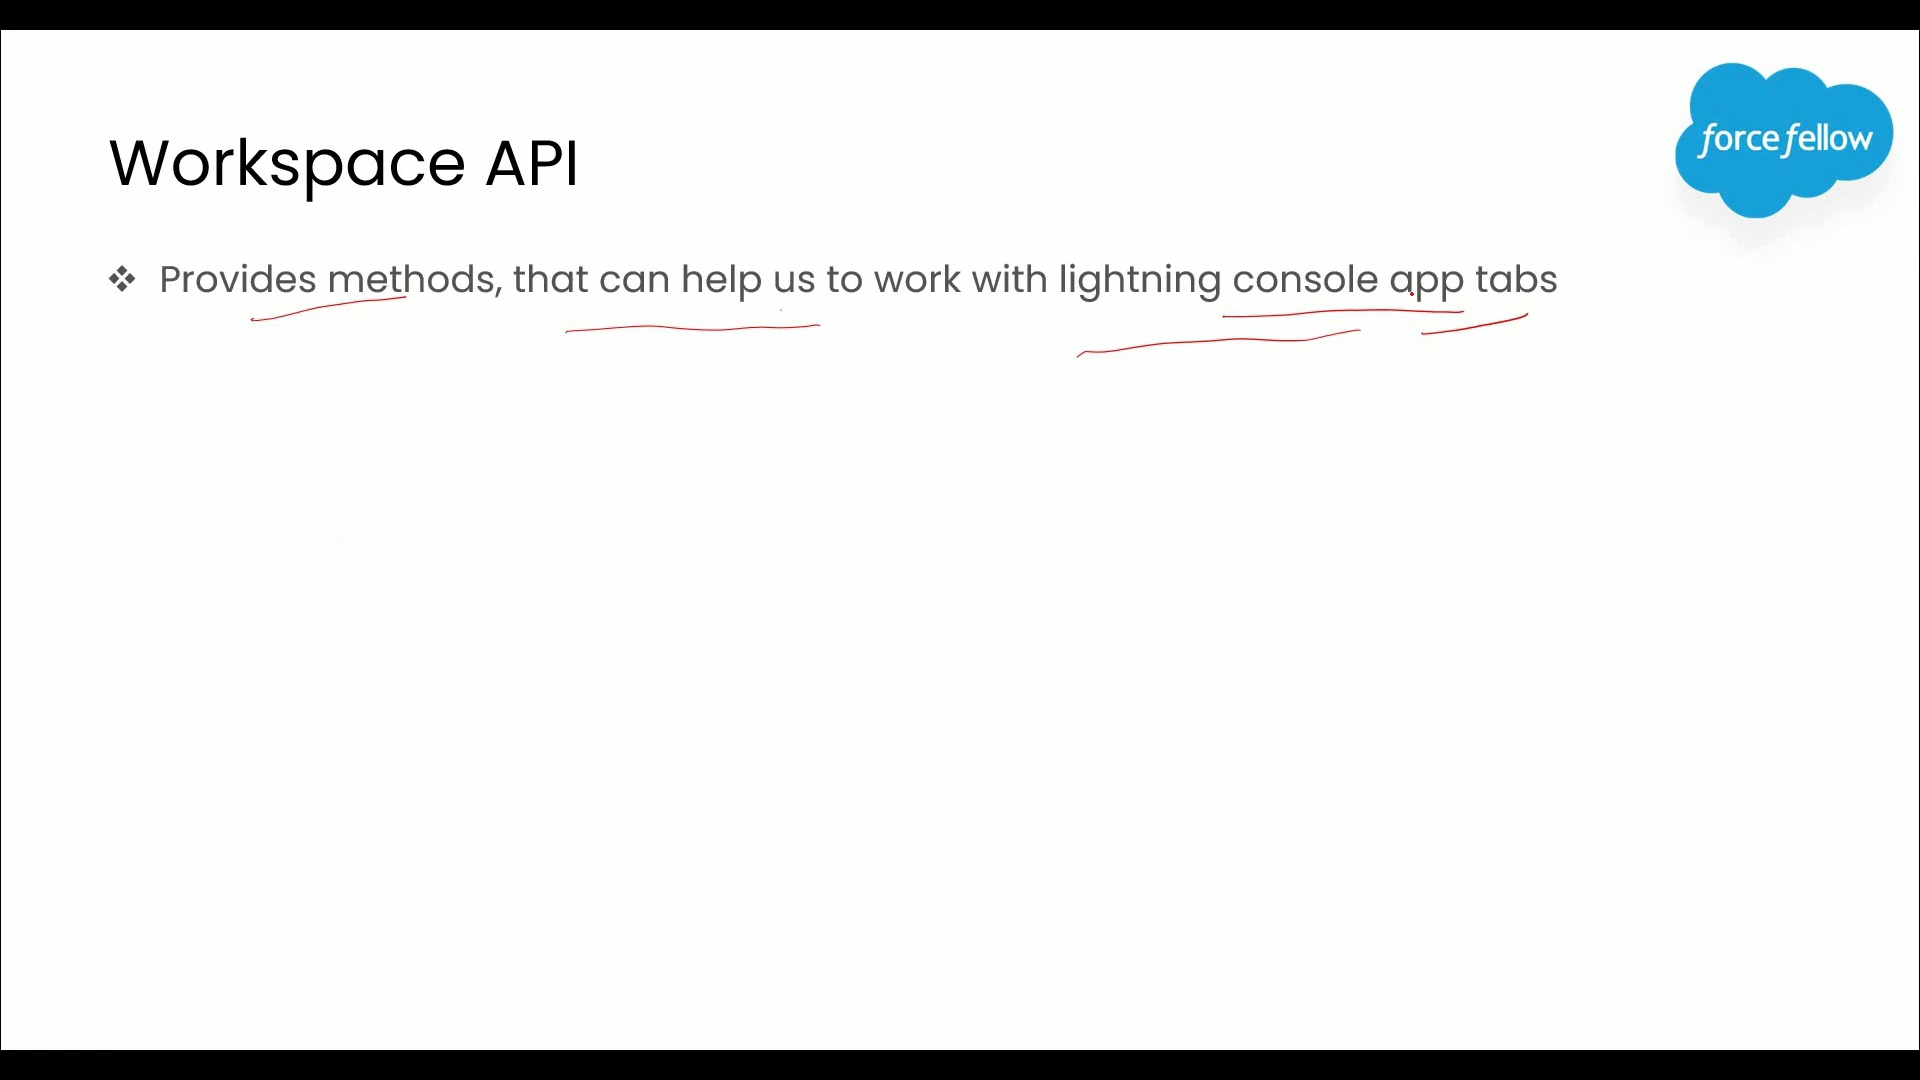 force fellow
Workspace API
❖ Provides methods, that can help us to work with lightning console app tabs